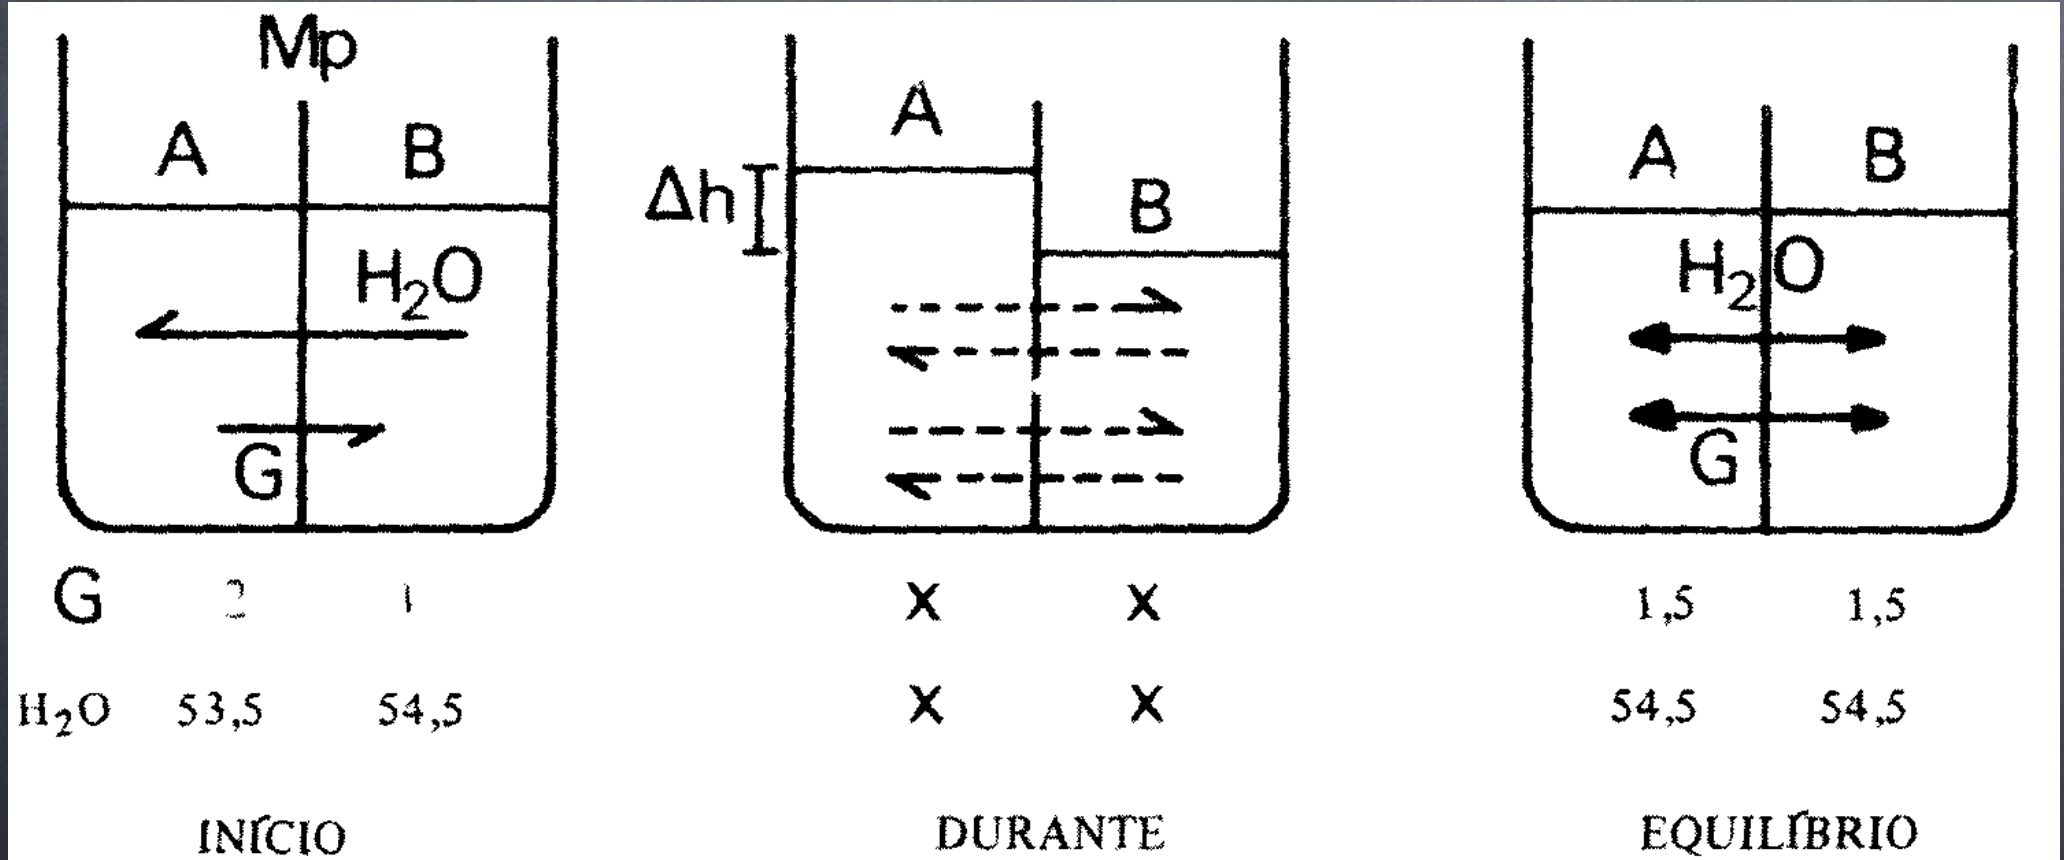 Mp
A B
H₂O
G
A
Δh
B
A B
H₂O
G
G 2 1 x x 1,5 1,5
H₂O 53,5 54,5 x x 54,5 54,5
INÍCIO DURANTE EQUILÍBRIO